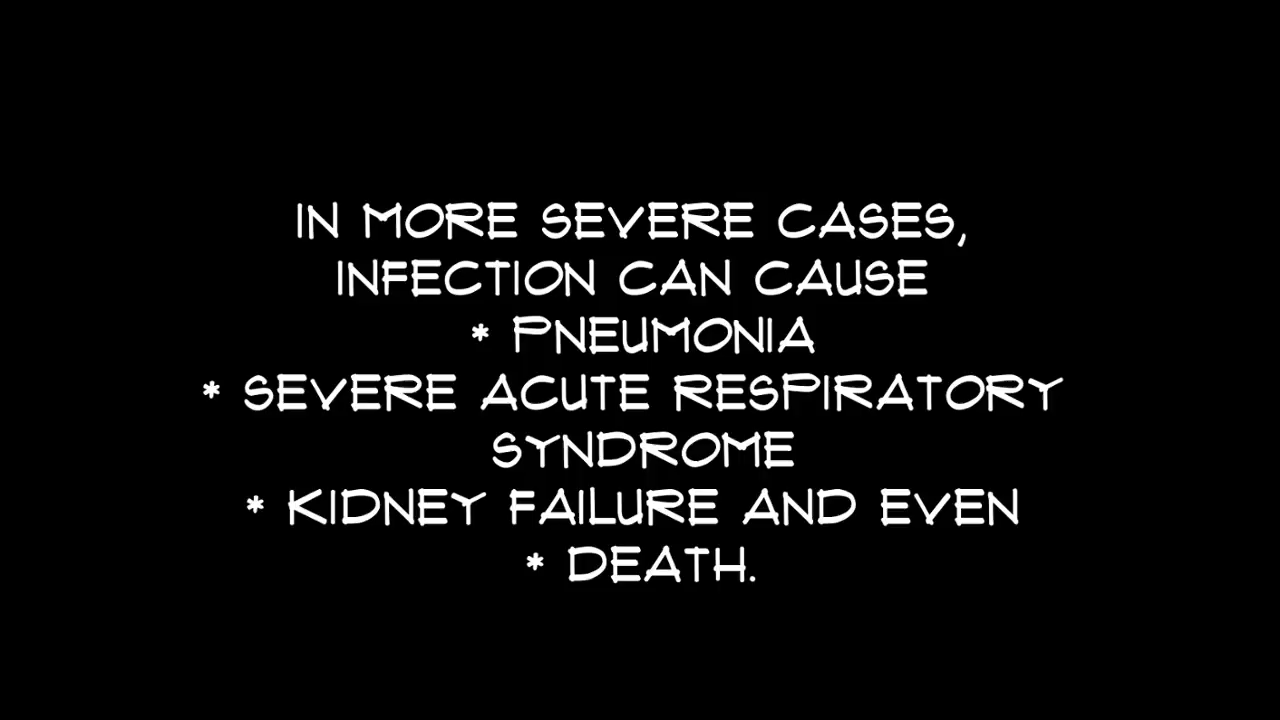 IN MORE SEVERE CASES,
INFECTION CAN CAUSE
* PNEUMONIA
* SEVERE ACUTE RESPIRATORY
SYNDROME
* KIDNEY FAILURE AND EVEN
* DEATH.